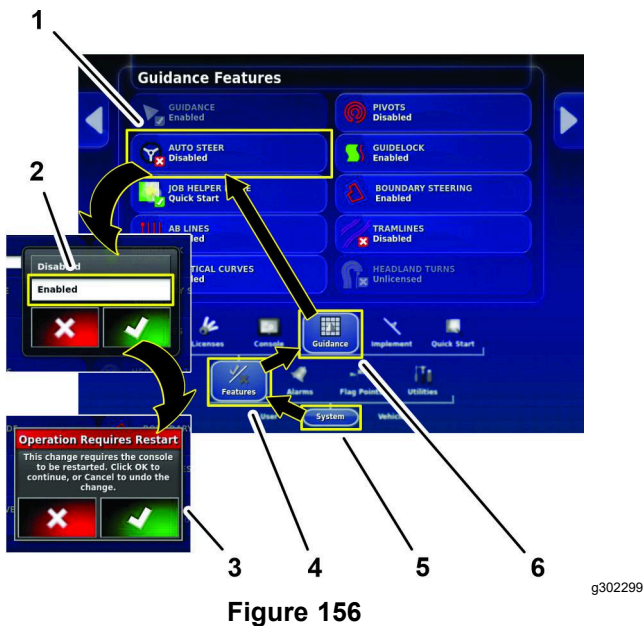 1
Guidance Features
GUIDANCE
Enabled
PIVOTS
Disabled
AUTO STEER
Disabled
GUIDELOCK
Enabled
2
JOB HELPER
Quick Start
BOUNDARY STEERING
Enabled
AB LINES
TRAMLINES
Disabled
Disabled
Enabled
CURVES
HEADLAND TURNS
Unlicensed
Licenses
Console
Guidance
Implement
Quick Start
Features
Alarms
Flag Points
Utilities
User
System
Vehicle
Operation Requires Restart
This change requires the console
to be restarted. Click OK to
continue, or Cancel to undo the
change.
3
4
5
6
g302299
Figure 156